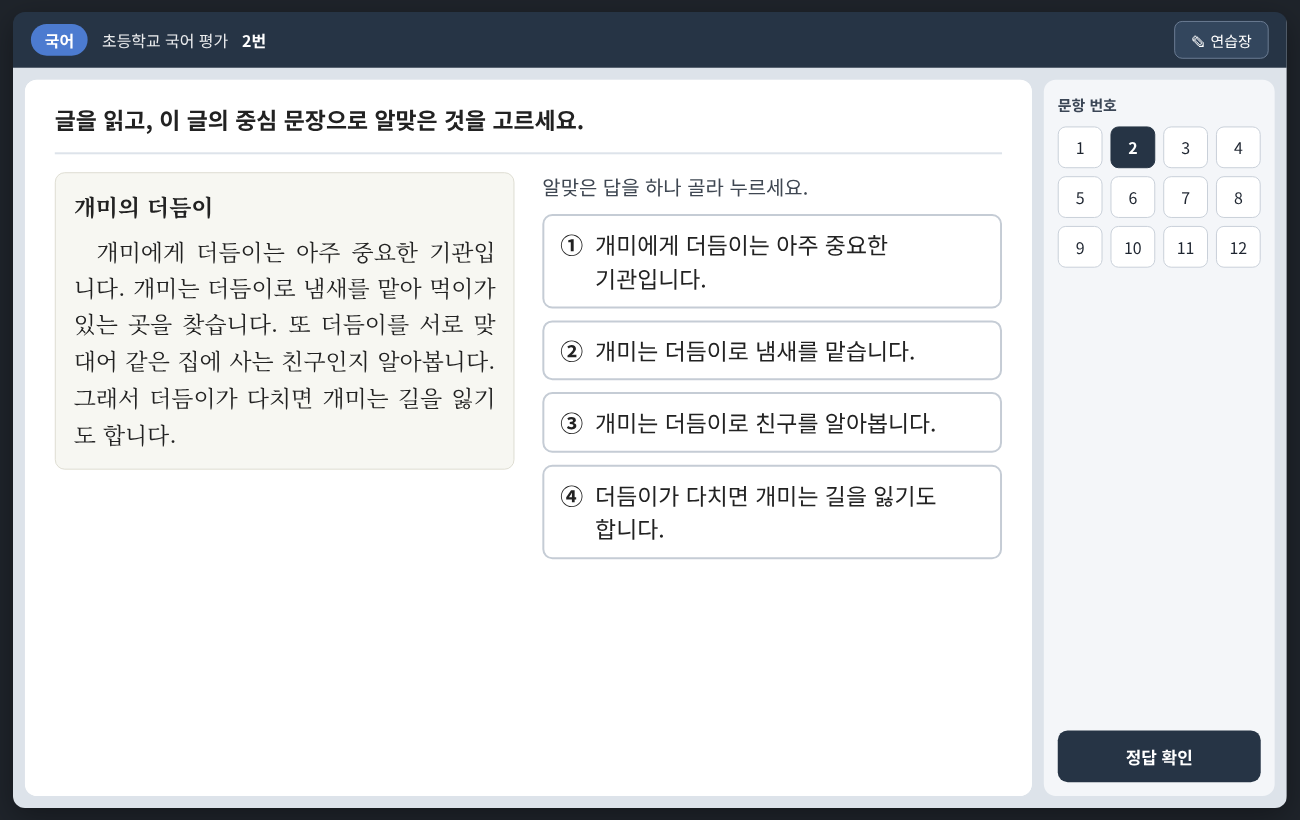 국어 초등학교 국어 평가 2번
✎ 연습장
글을 읽고, 이 글의 중심 문장으로 알맞은 것을 고르세요.
개미의 더듬이
개미에게 더듬이는 아주 중요한 기관입
니다. 개미는 더듬이로 냄새를 맡아 먹이가
있는 곳을 찾습니다. 또 더듬이를 서로 맞
대어 같은 집에 사는 친구인지 알아봅니다.
그래서 더듬이가 다치면 개미는 길을 잃기
도 합니다.
알맞은 답을 하나 골라 누르세요.
① 개미에게 더듬이는 아주 중요한
기관입니다.
② 개미는 더듬이로 냄새를 맡습니다.
③ 개미는 더듬이로 친구를 알아봅니다.
④ 더듬이가 다치면 개미는 길을 잃기도
합니다.
문항 번호
1 2 3 4
5 6 7 8
9 10 11 12
정답 확인